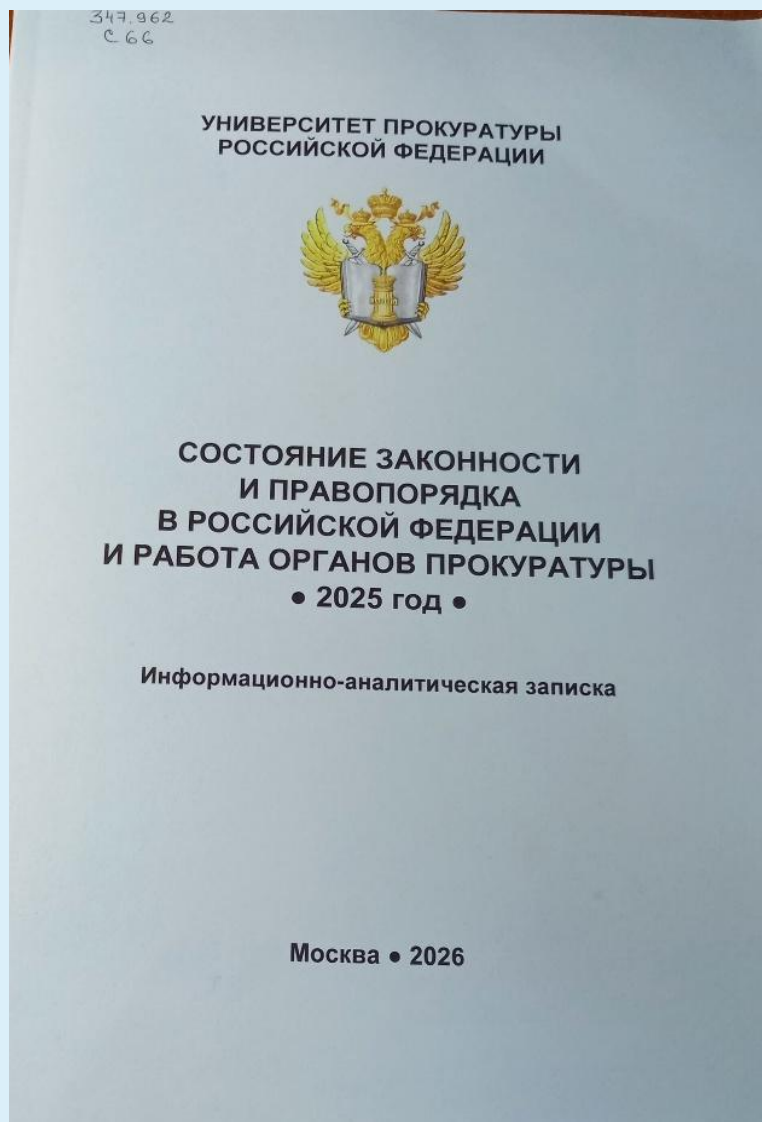 347.962
С 66
УНИВЕРСИТЕТ ПРОКУРАТУРЫ
РОССИЙСКОЙ ФЕДЕРАЦИИ
ЗАКОНЪ
СОСТОЯНИЕ ЗАКОННОСТИ
И ПРАВОПОРЯДКА
В РОССИЙСКОЙ ФЕДЕРАЦИИ
И РАБОТА ОРГАНОВ ПРОКУРАТУРЫ
● 2025 год ●
Информационно-аналитическая записка
Москва ● 2026